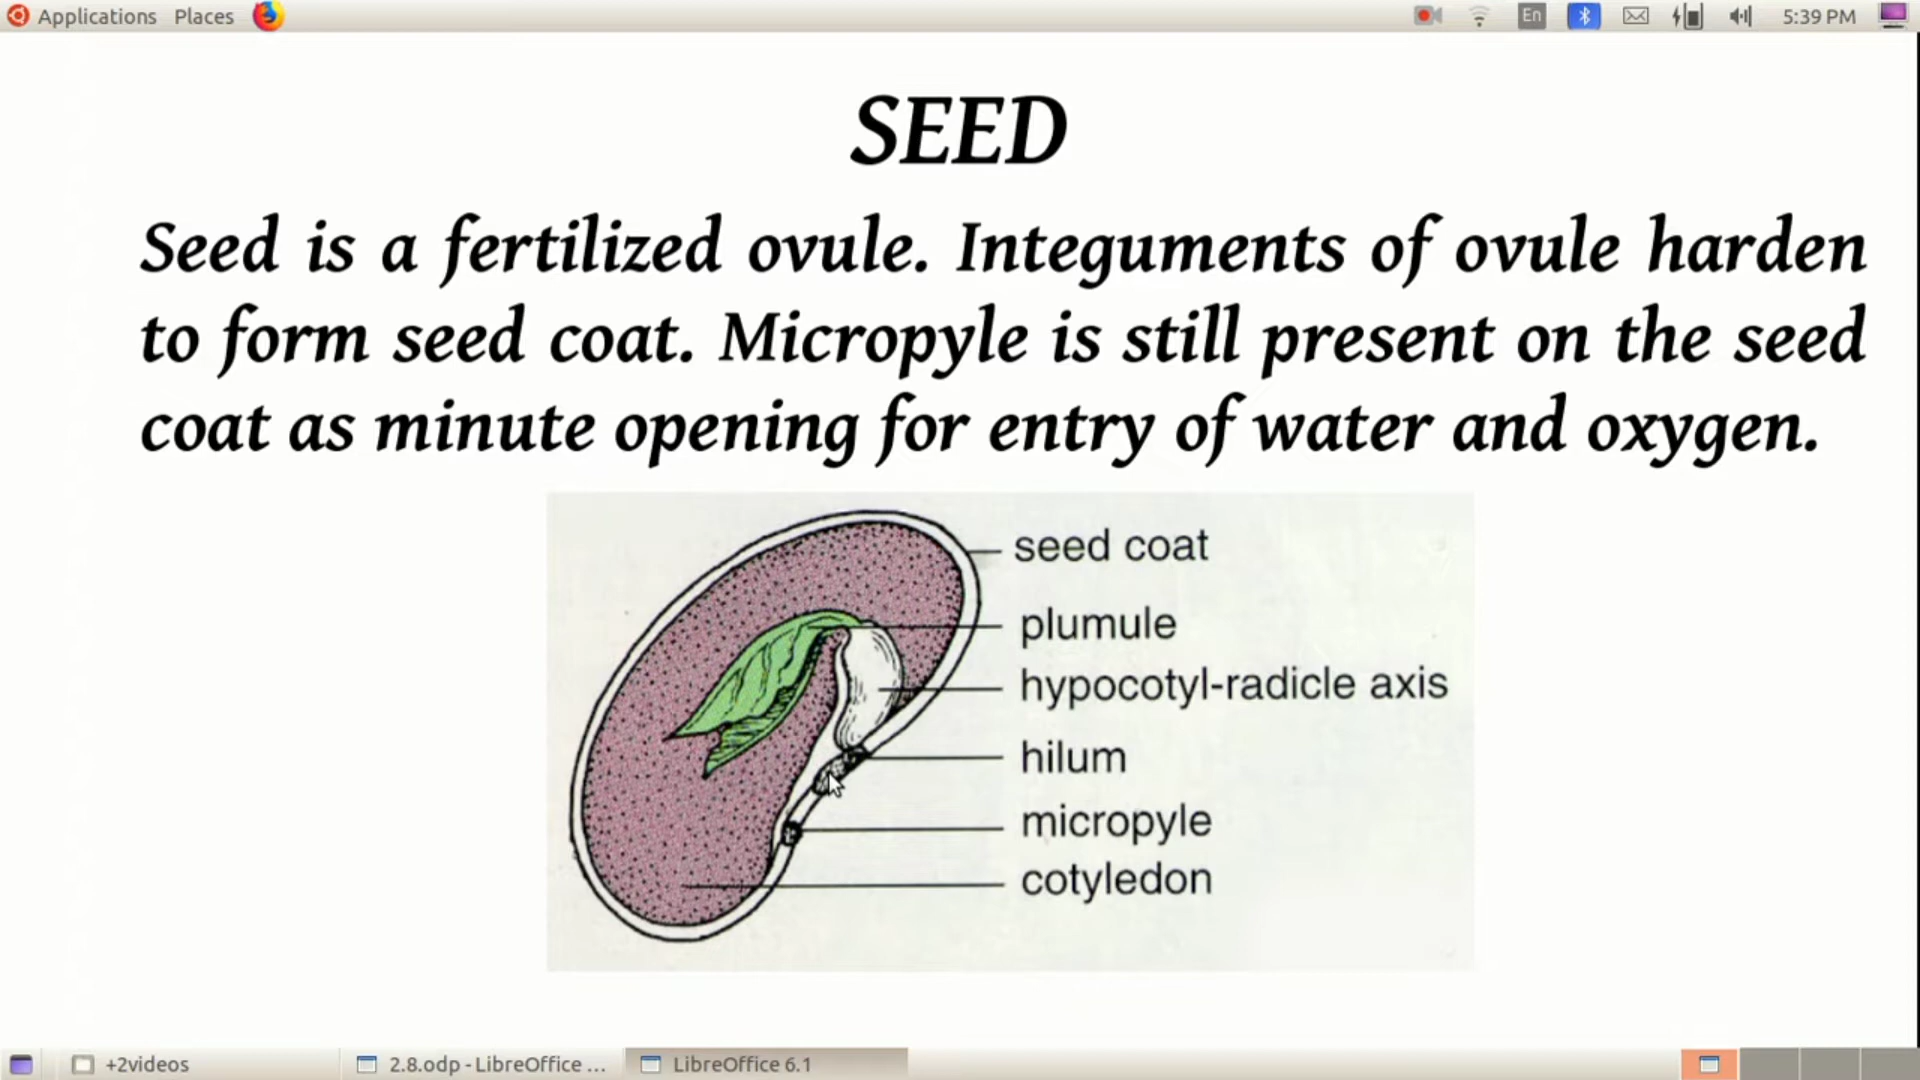 Applications Places En 5:39 PM
SEED
Seed is a fertilized ovule. Integuments of ovule harden
to form seed coat. Micropyle is still present on the seed
coat as minute opening for entry of water and oxygen.
seed coat
plumule
hypocotyl-radicle axis
hilum
micropyle
cotyledon
+2videos 2.8.odp - LibreOffice ... LibreOffice 6.1